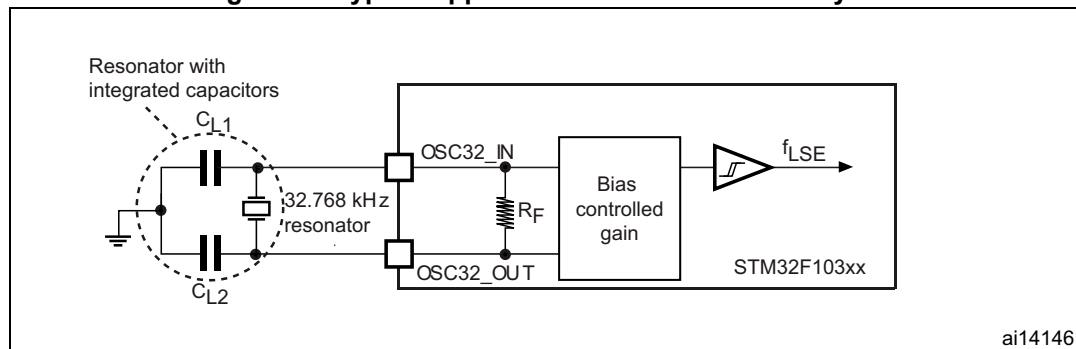 Resonator with
integrated capacitors
CL1
OSC32_IN
fLSE
32.768 kHz
resonator
RF
Bias
controlled
gain
OSC32_OUT
STM32F103xx
CL2
ai14146